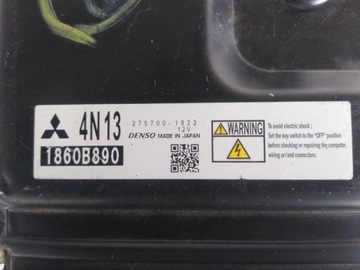 4N13
275700-1822
12V
DENSO MADE IN JAPAN
1860B890
WARNING
To avoid electric shock ;
Set the key switch to the "OFF" position
before checking or repairing the computer,
wiring or/and connectors.